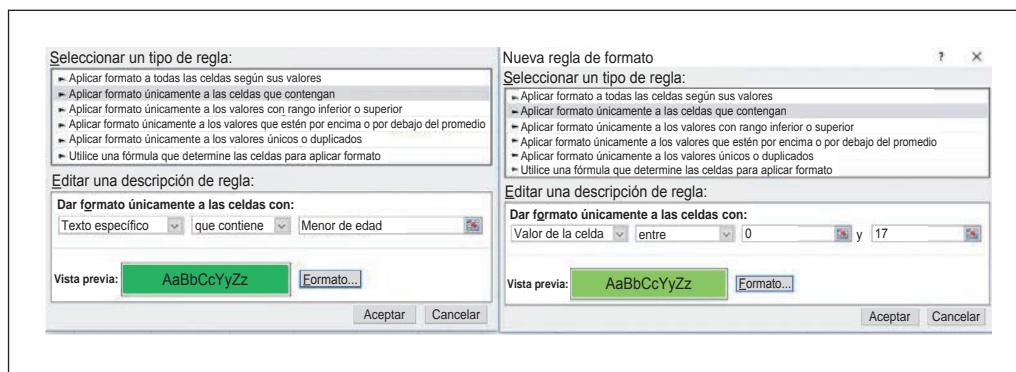 Seleccionar un tipo de regla:
► Aplicar formato a todas las celdas según sus valores
► Aplicar formato únicamente a las celdas que contengan
► Aplicar formato únicamente a los valores con rango inferior o superior
► Aplicar formato únicamente a los valores que estén por encima o por debajo del promedio
► Aplicar formato únicamente a los valores únicos o duplicados
► Utilice una fórmula que determine las celdas para aplicar formato
Editar una descripción de regla:
Dar formato únicamente a las celdas con:
Texto específico que contiene Menor de edad
Vista previa: AaBbCcYyZz Formato...
Aceptar Cancelar
Nueva regla de formato ? ×
Seleccionar un tipo de regla:
► Aplicar formato a todas las celdas según sus valores
► Aplicar formato únicamente a las celdas que contengan
► Aplicar formato únicamente a los valores con rango inferior o superior
► Aplicar formato únicamente a los valores que estén por encima o por debajo del promedio
► Aplicar formato únicamente a los valores únicos o duplicados
► Utilice una fórmula que determine las celdas para aplicar formato
Editar una descripción de regla:
Dar formato únicamente a las celdas con:
Valor de la celda entre 0 y 17
Vista previa: AaBbCcYyZz Formato...
Aceptar Cancelar